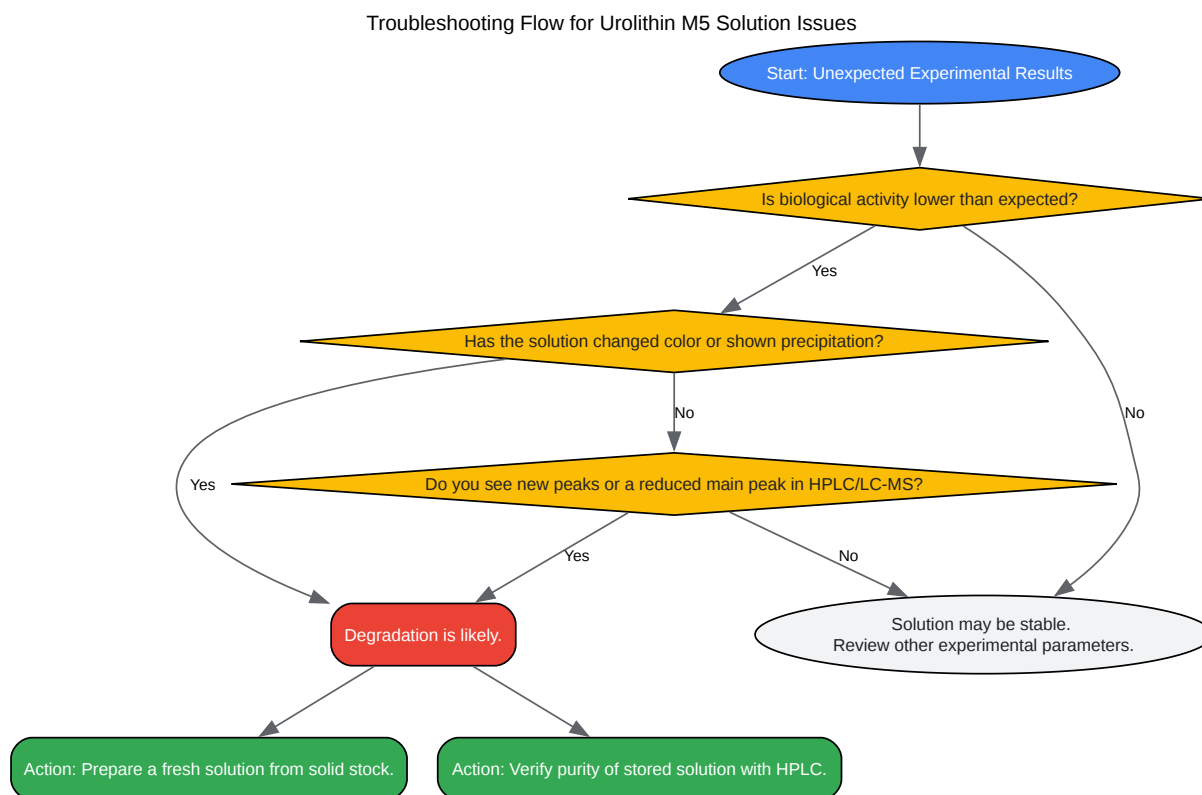 Troubleshooting Flow for Urolithin M5 Solution Issues
Start: Unexpected Experimental Results
Is biological activity lower than expected?
Yes
Has the solution changed color or shown precipitation?
No
No
Yes
Do you see new peaks or a reduced main peak in HPLC/LC-MS?
Yes
No
Degradation is likely.
Solution may be stable.
Review other experimental parameters.
Action: Prepare a fresh solution from solid stock.
Action: Verify purity of stored solution with HPLC.